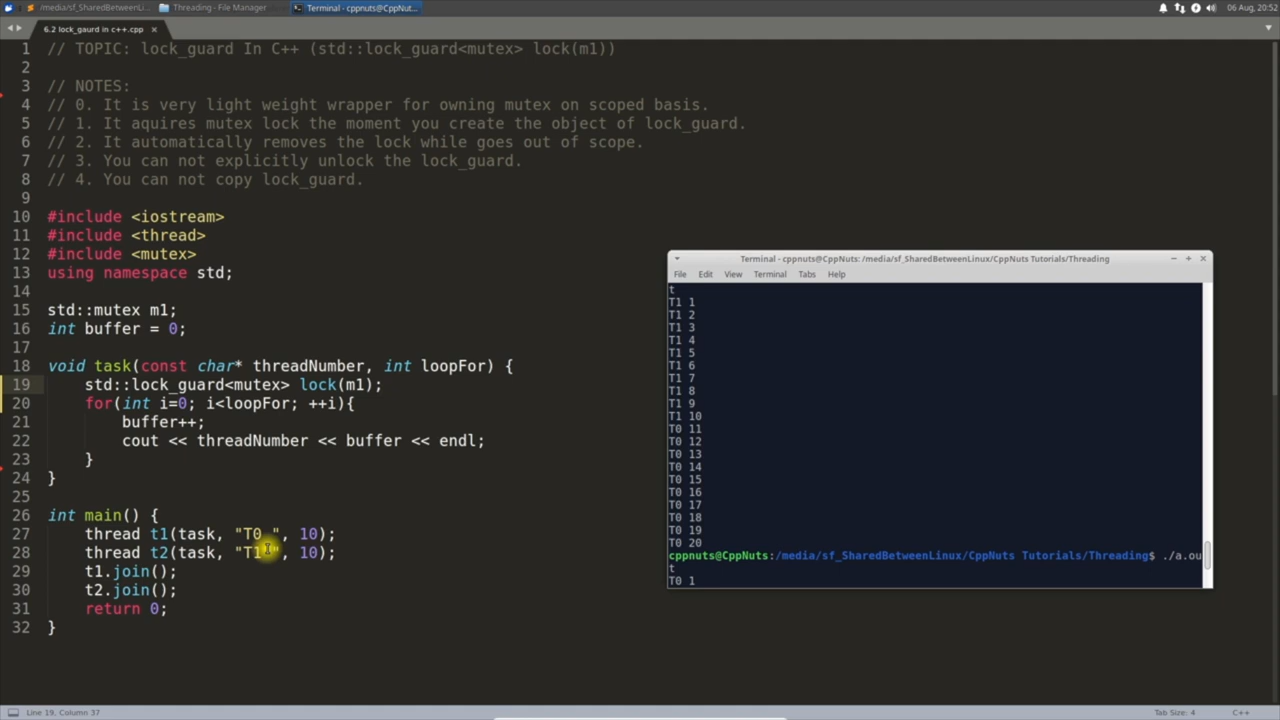 /media/sf_SharedBetweenLi...
Threading - File Manager
Terminal - cppnuts@CppNut...
06 Aug, 20:52
6.2 lock_gaurd in c++.cpp
1 // TOPIC: lock_guard In C++ (std::lock_guard<mutex> lock(m1))
2
3 // NOTES:
4 // 0. It is very light weight wrapper for owning mutex on scoped basis.
5 // 1. It aquires mutex lock the moment you create the object of lock_guard.
6 // 2. It automatically removes the lock while goes out of scope.
7 // 3. You can not explicitly unlock the lock_guard.
8 // 4. You can not copy lock_guard.
9
10 #include <iostream>
11 #include <thread>
12 #include <mutex>
13 using namespace std;
14
15 std::mutex m1;
16 int buffer = 0;
17
18 void task(const char* threadNumber, int loopFor) {
19 std::lock_guard<mutex> lock(m1);
20 for(int i=0; i<loopFor; ++i){
21 buffer++;
22 cout << threadNumber << buffer << endl;
23 }
24 }
25
26 int main() {
27 thread t1(task, "T0 ", 10);
28 thread t2(task, "T1 ", 10);
29 t1.join();
30 t2.join();
31 return 0;
32 }
Terminal - cppnuts@CppNuts: /media/sf_SharedBetweenLinux/CppNuts Tutorials/Threading
File Edit View Terminal Tabs Help
t
T1 1
T1 2
T1 3
T1 4
T1 5
T1 6
T1 7
T1 8
T1 9
T1 10
T0 11
T0 12
T0 13
T0 14
T0 15
T0 16
T0 17
T0 18
T0 19
T0 20
cppnuts@CppNuts:/media/sf_SharedBetweenLinux/CppNuts Tutorials/Threading$ ./a.ou
t
T0 1
Line 19, Column 37
Tab Size: 4
C++